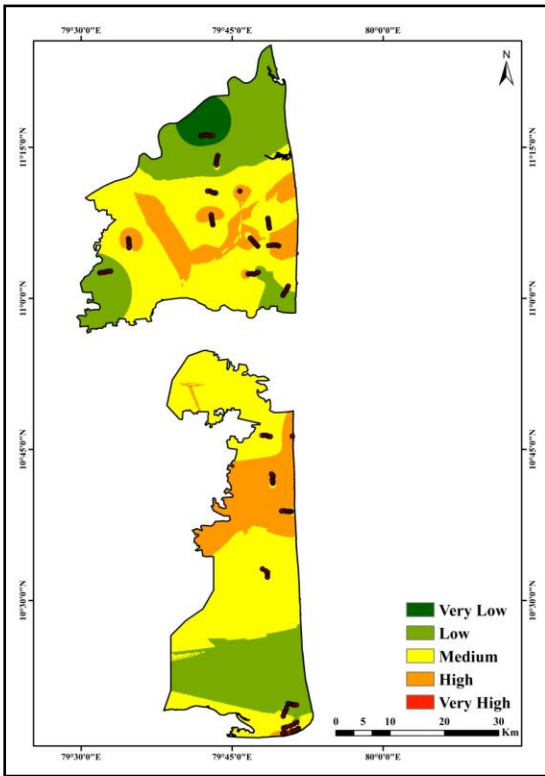 79°30'0"E 79°45'0"E 80°0'0"E
N
11°15'0"N 11°15'0"N
11°0'0"N 11°0'0"N
10°45'0"N 10°45'0"N
10°30'0"N 10°30'0"N
Very Low
Low
Medium
High
Very High
0 5 10 20 30
Km
79°30'0"E 79°45'0"E 80°0'0"E